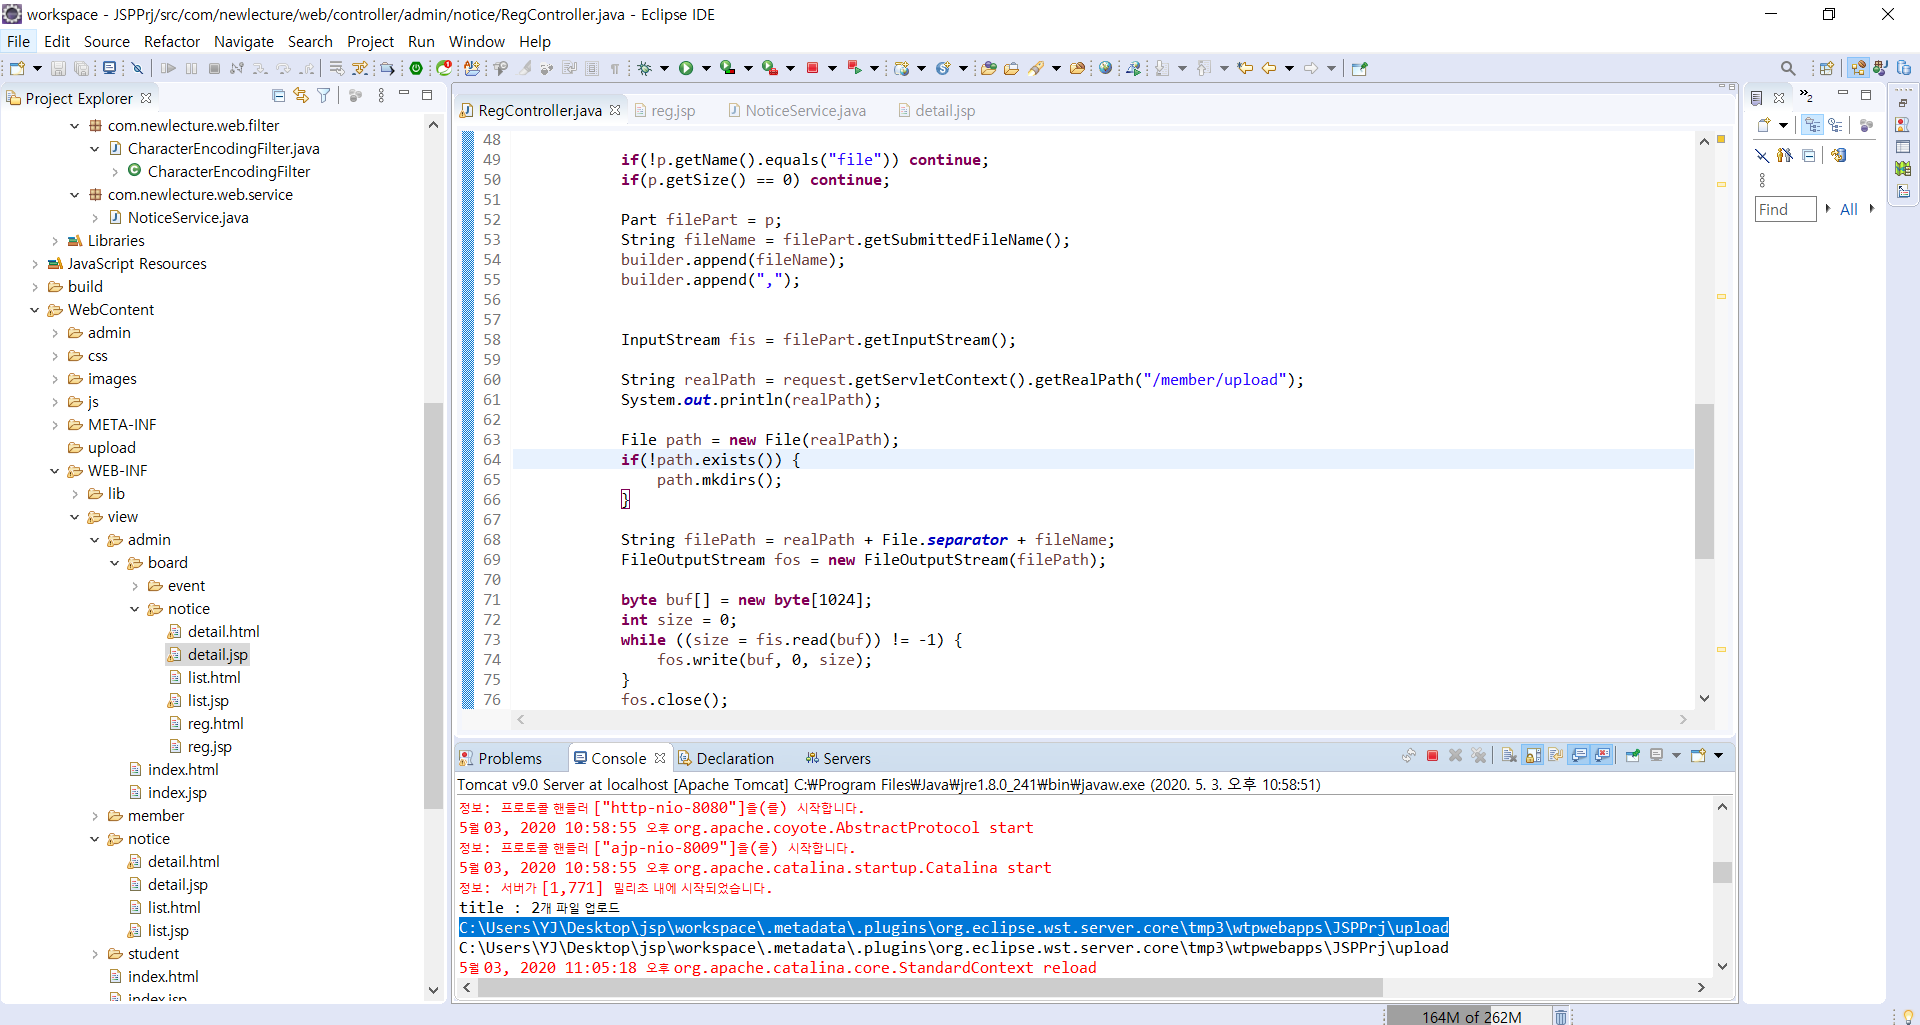 workspace - JSPPrj/src/com/newlecture/web/controller/admin/notice/RegController.java - Eclipse IDE
File Edit Source Refactor Navigate Search Project Run Window Help
Project Explorer
com.newlecture.web.filter
CharacterEncodingFilter.java
CharacterEncodingFilter
com.newlecture.web.service
NoticeService.java
Libraries
JavaScript Resources
build
WebContent
admin
css
images
js
META-INF
upload
WEB-INF
lib
view
admin
board
event
notice
detail.html
detail.jsp
list.html
list.jsp
reg.html
reg.jsp
index.html
index.jsp
member
notice
detail.html
detail.jsp
list.html
list.jsp
student
index.html
index.jsp
RegController.java reg.jsp NoticeService.java detail.jsp
48
49 if(!p.getName().equals("file")) continue;
50 if(p.getSize() == 0) continue;
51
52 Part filePart = p;
53 String fileName = filePart.getSubmittedFileName();
54 builder.append(fileName);
55 builder.append(",");
56
57
58 InputStream fis = filePart.getInputStream();
59
60 String realPath = request.getServletContext().getRealPath("/member/upload");
61 System.out.println(realPath);
62
63 File path = new File(realPath);
64 if(!path.exists()) {
65 path.mkdirs();
66 }
67
68 String filePath = realPath + File.separator + fileName;
69 FileOutputStream fos = new FileOutputStream(filePath);
70
71 byte buf[] = new byte[1024];
72 int size = 0;
73 while ((size = fis.read(buf)) != -1) {
74 fos.write(buf, 0, size);
75 }
76 fos.close();
Problems Console Declaration Servers
Tomcat v9.0 Server at localhost [Apache Tomcat] C:₩Program Files₩Java₩jre1.8.0_241₩bin₩javaw.exe (2020. 5. 3. 오후 10:58:51)
정보: 프로토콜 핸들러 ["http-nio-8080"]을(를) 시작합니다.
5월 03, 2020 10:58:55 오후 org.apache.coyote.AbstractProtocol start
정보: 프로토콜 핸들러 ["ajp-nio-8009"]을(를) 시작합니다.
5월 03, 2020 10:58:55 오후 org.apache.catalina.startup.Catalina start
정보: 서버가 [1,771] 밀리초 내에 시작되었습니다.
title : 2개 파일 업로드
C:\Users\YJ\Desktop\jsp\workspace\.metadata\.plugins\org.eclipse.wst.server.core\tmp3\wtpwebapps\JSPPrj\upload
C:\Users\YJ\Desktop\jsp\workspace\.metadata\.plugins\org.eclipse.wst.server.core\tmp3\wtpwebapps\JSPPrj\upload
5월 03, 2020 11:05:18 오후 org.apache.catalina.core.StandardContext reload
2
Find All
164M of 262M